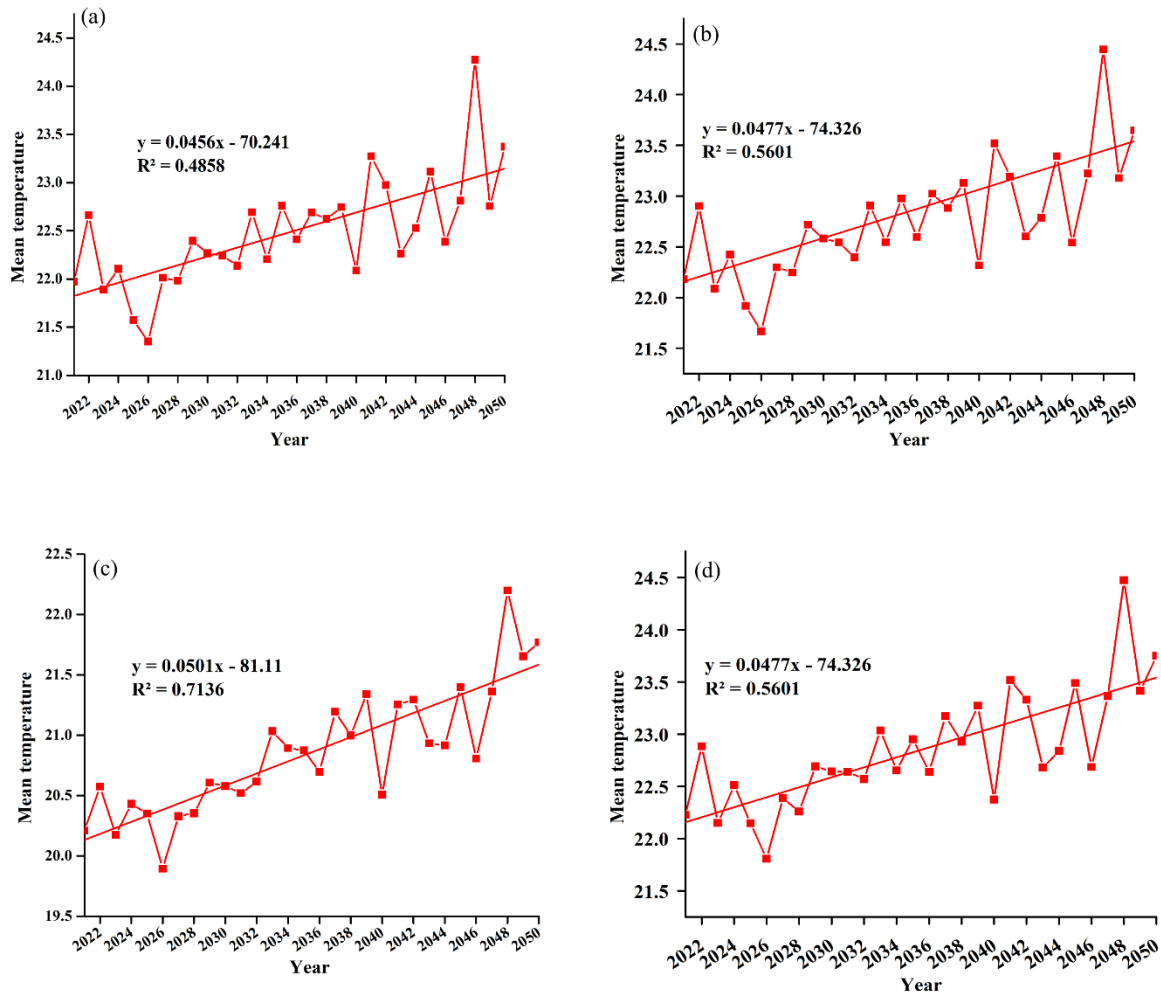 (a)
24.5
24.0
23.5
23.0
22.5
22.0
21.5
21.0
Mean temperature
y = 0.0456x - 70.241
R² = 0.4858
2022 2024 2026 2028 2030 2032 2034 2036 2038 2040 2042 2044 2046 2048 2050
Year
(b)
24.5
24.0
23.5
23.0
22.5
22.0
21.5
Mean temperature
y = 0.0477x - 74.326
R² = 0.5601
2022 2024 2026 2028 2030 2032 2034 2036 2038 2040 2042 2044 2046 2048 2050
Year
(c)
22.5
22.0
21.5
21.0
20.5
20.0
19.5
Mean temperature
y = 0.0501x - 81.11
R² = 0.7136
2022 2024 2026 2028 2030 2032 2034 2036 2038 2040 2042 2044 2046 2048 2050
Year
(d)
24.5
24.0
23.5
23.0
22.5
22.0
21.5
Mean temperature
y = 0.0477x - 74.326
R² = 0.5601
2022 2024 2026 2028 2030 2032 2034 2036 2038 2040 2042 2044 2046 2048 2050
Year